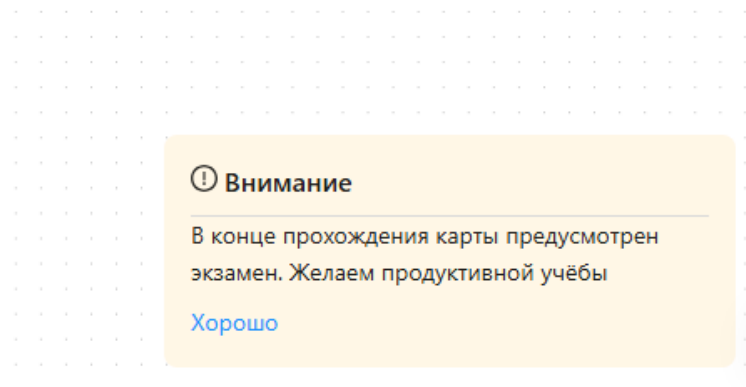 Внимание
В конце прохождения карты предусмотрен
экзамен. Желаем продуктивной учёбы
Хорошо